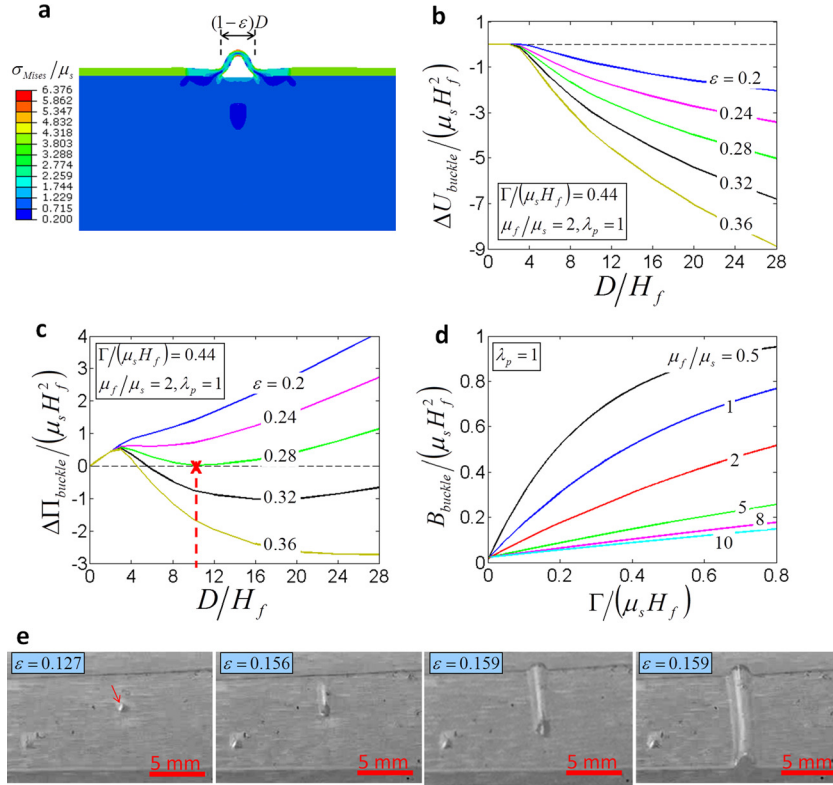 a
(1-ε)D
σ_Mises/μ_s
6.376
5.862
5.347
4.832
4.318
3.803
3.288
2.774
2.259
1.744
1.229
0.715
0.200
b
ΔU_buckle/(μ_s H_f^2)
-1
-3
-5
-7
-9
ε = 0.2
0.24
0.28
0.32
0.36
Γ/(μ_s H_f) = 0.44
μ_f/μ_s = 2, λ_p = 1
0 4 8 12 16 20 24 28
D/H_f
c
ΔΠ_buckle/(μ_s H_f^2)
4
3
2
1
0
-1
-2
-3
Γ/(μ_s H_f) = 0.44
μ_f/μ_s = 2, λ_p = 1
ε = 0.2
0.24
0.28
0.32
0.36
0 4 8 12 16 20 24 28
D/H_f
d
B_buckle/(μ_s H_f^2)
1
0.8
0.6
0.4
0.2
0
λ_p = 1
μ_f/μ_s = 0.5
1
2
5
8
10
0 0.2 0.4 0.6 0.8
Γ/(μ_s H_f)
e
ε = 0.127
5 mm
ε = 0.156
5 mm
ε = 0.159
5 mm
ε = 0.159
5 mm